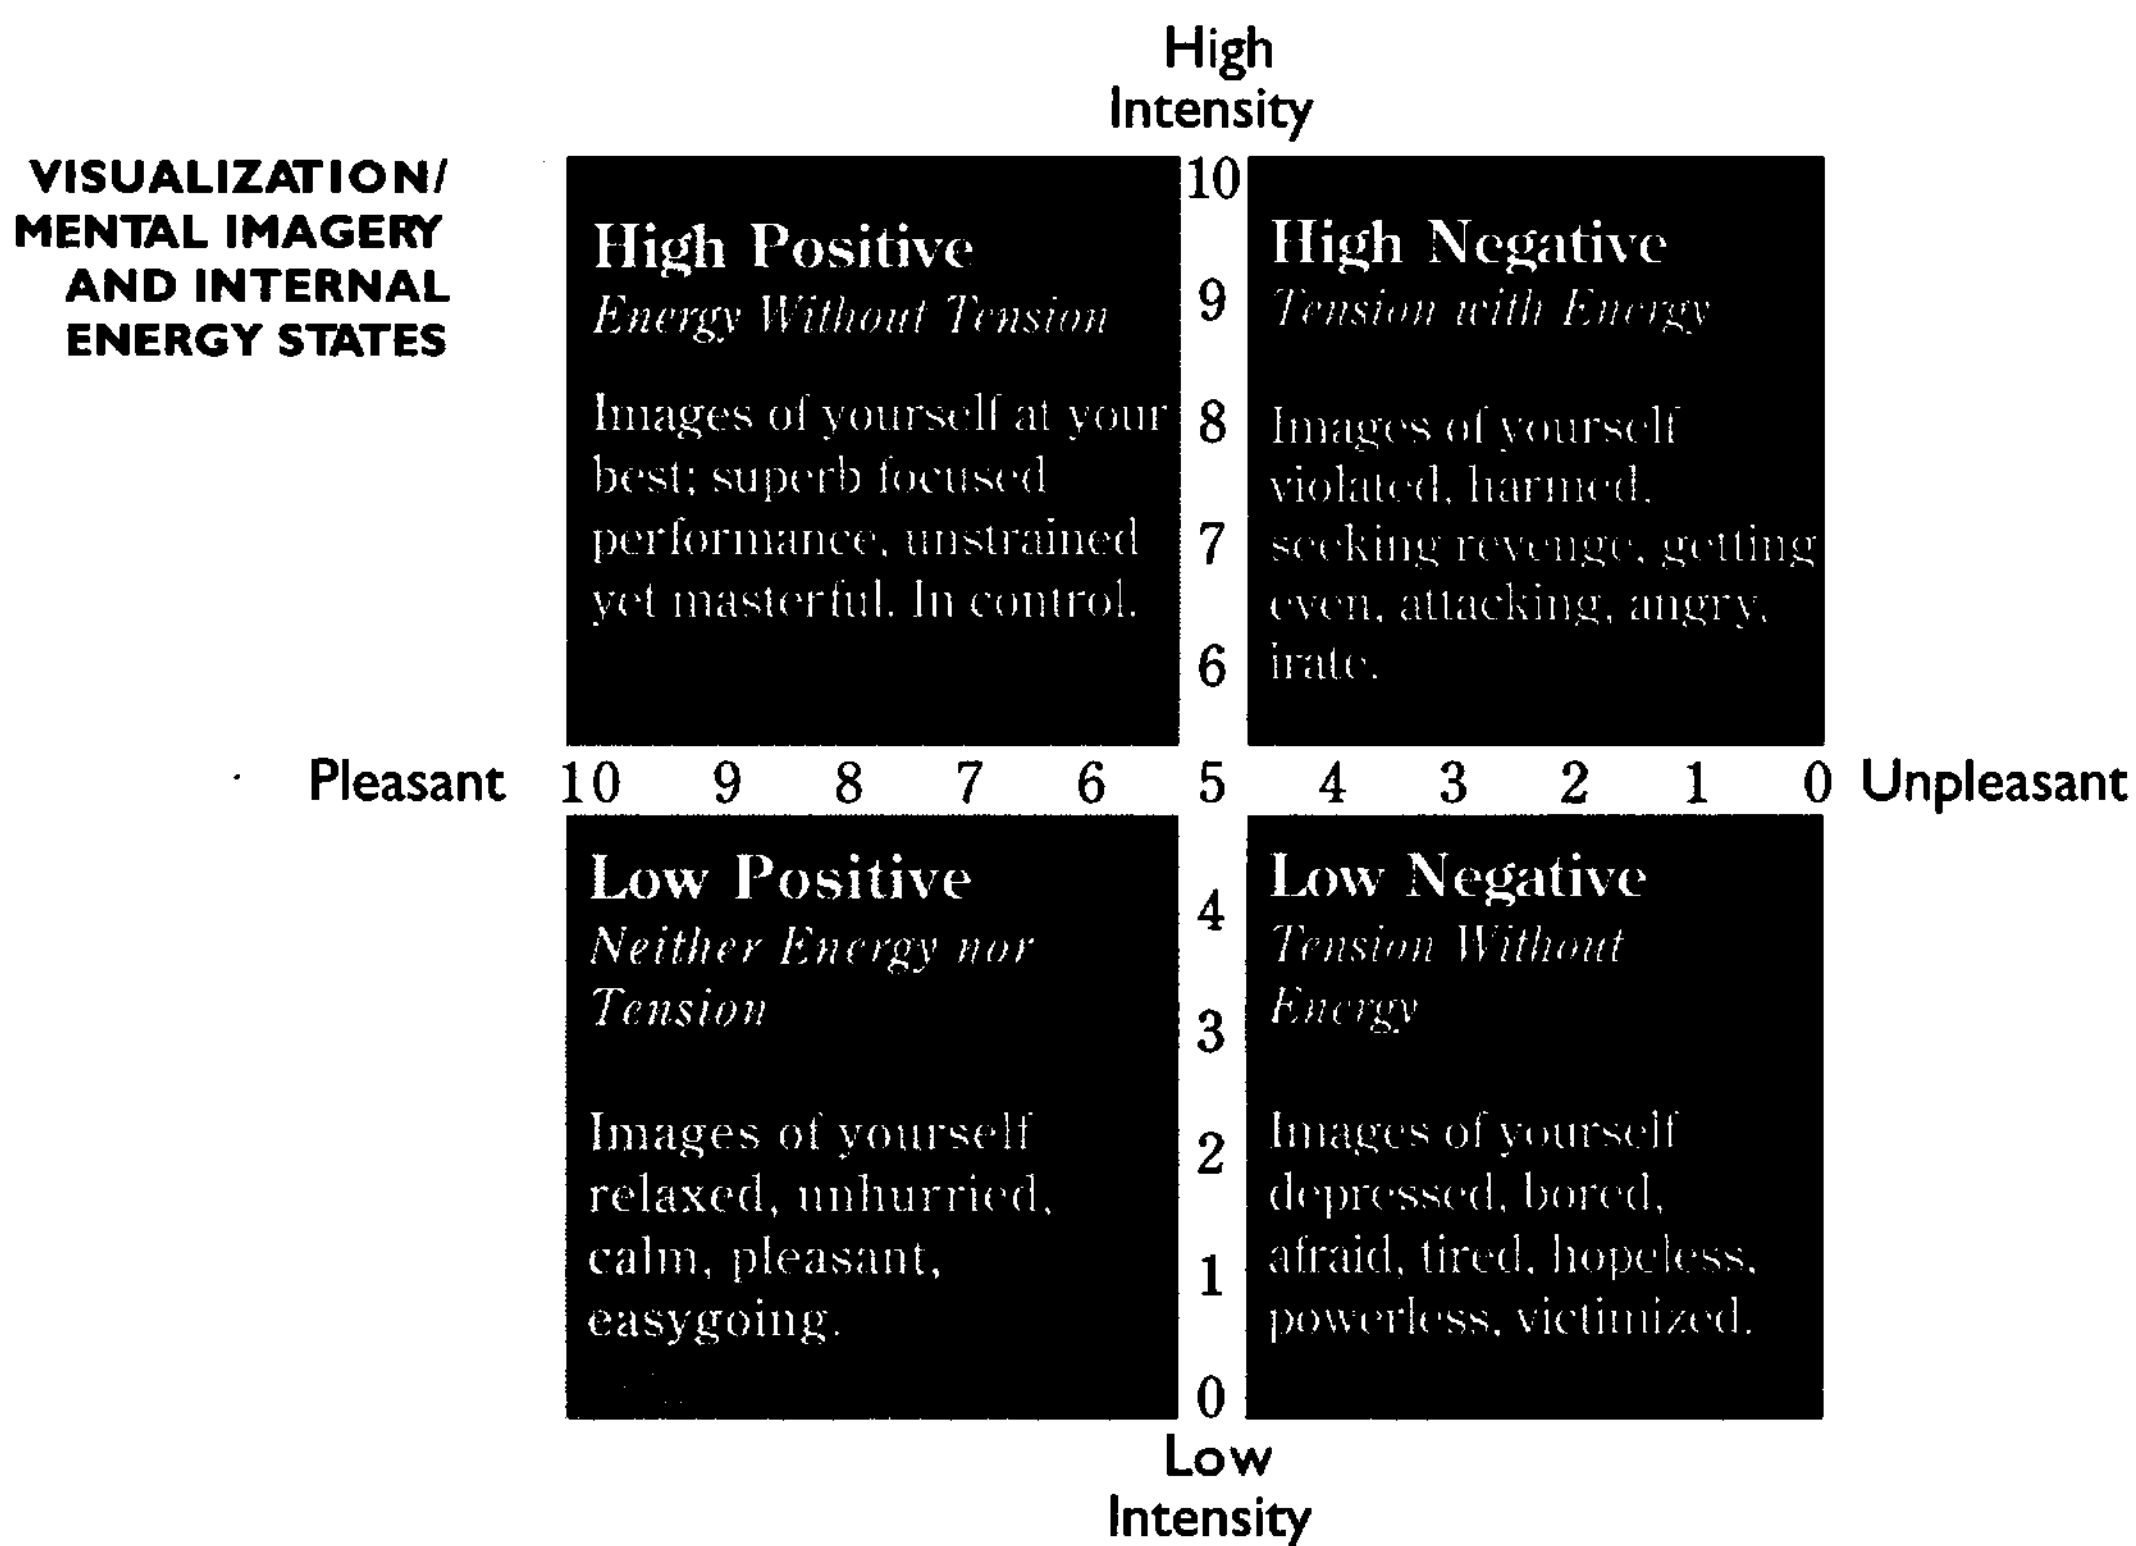 High
Intensity
VISUALIZATION/
MENTAL IMAGERY
AND INTERNAL
ENERGY STATES
High Positive
Energy Without Tension
Images of yourself at your
best; superb focused
performance, unstrained
yet masterful. In control.
10
9
8
7
6
High Negative
Tension with Energy
Images of yourself
violated, harmed,
seeking revenge, getting
even, attacking, angry,
irate.
Pleasant 10 9 8 7 6 5 4 3 2 1 0 Unpleasant
Low Positive
Neither Energy nor
Tension
Images of yourself
relaxed, unhurried,
calm, pleasant,
easygoing.
4
3
2
1
0
Low Negative
Tension Without
Energy
Images of yourself
depressed, bored,
afraid, tired, hopeless,
powerless, victimized.
Low
Intensity